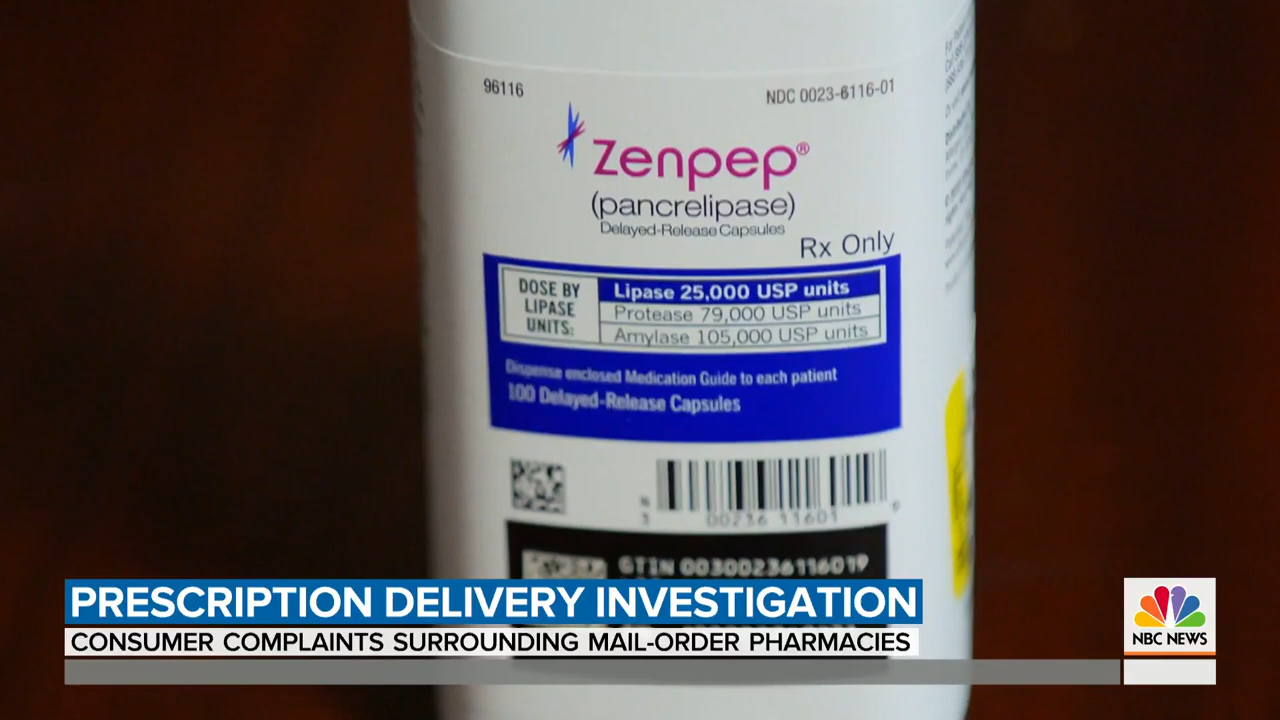 96116
NDC 0023-6116-01
Zenpep®
(pancrelipase)
Delayed-Release Capsules
Rx Only
DOSE BY
LIPASE
UNITS:
Lipase 25,000 USP units
Protease 79,000 USP units
Amylase 105,000 USP units
Dispense enclosed Medication Guide to each patient
100 Delayed-Release Capsules
N
3
00236 11601
GTIN 00300236116019
PRESCRIPTION DELIVERY INVESTIGATION
CONSUMER COMPLAINTS SURROUNDING MAIL-ORDER PHARMACIES
NBC NEWS